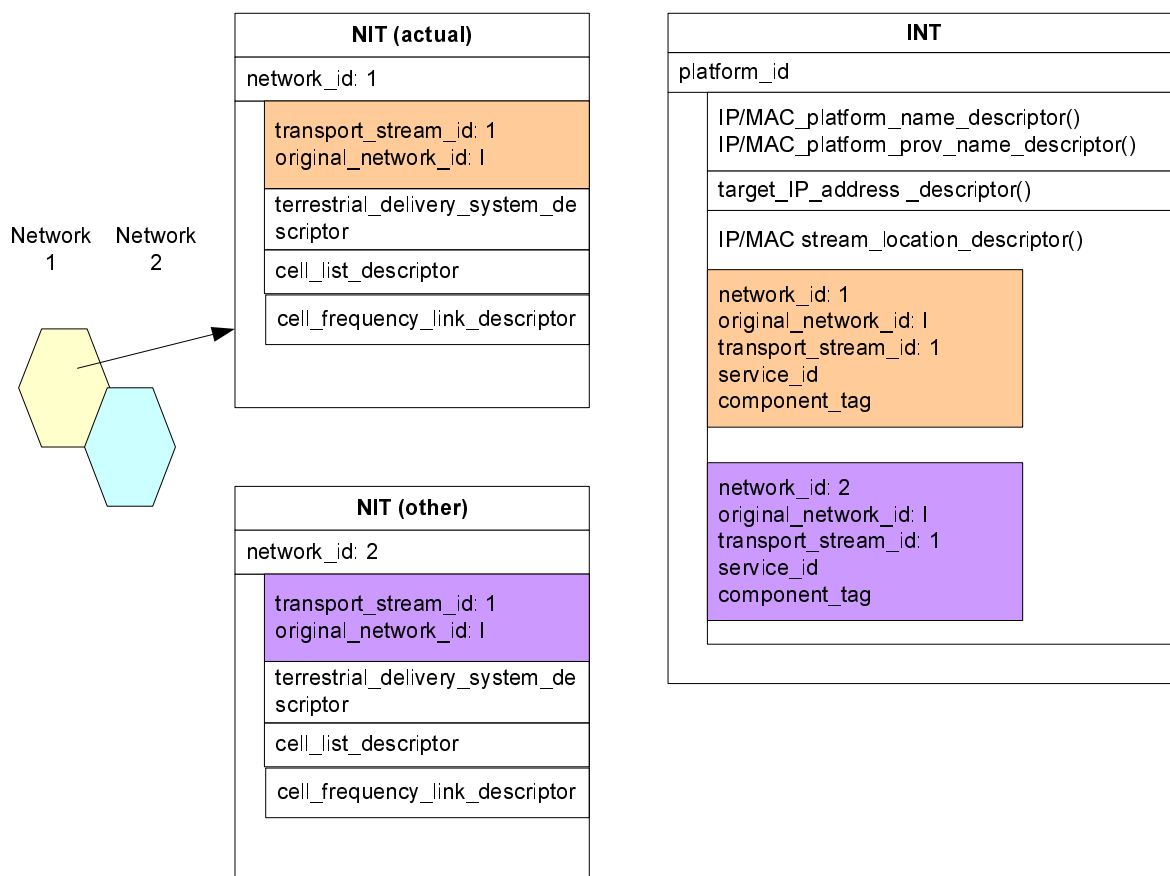 NIT (actual)
network_id: 1
transport_stream_id: 1
original_network_id: I
terrestrial_delivery_system_de
scriptor
cell_list_descriptor
cell_frequency_link_descriptor
Network
1
Network
2
NIT (other)
network_id: 2
transport_stream_id: 1
original_network_id: I
terrestrial_delivery_system_de
scriptor
cell_list_descriptor
cell_frequency_link_descriptor
INT
platform_id
IP/MAC_platform_name_descriptor()
IP/MAC_platform_prov_name_descriptor()
target_IP_address _descriptor()
IP/MAC stream_location_descriptor()
network_id: 1
original_network_id: I
transport_stream_id: 1
service_id
component_tag
network_id: 2
original_network_id: I
transport_stream_id: 1
service_id
component_tag